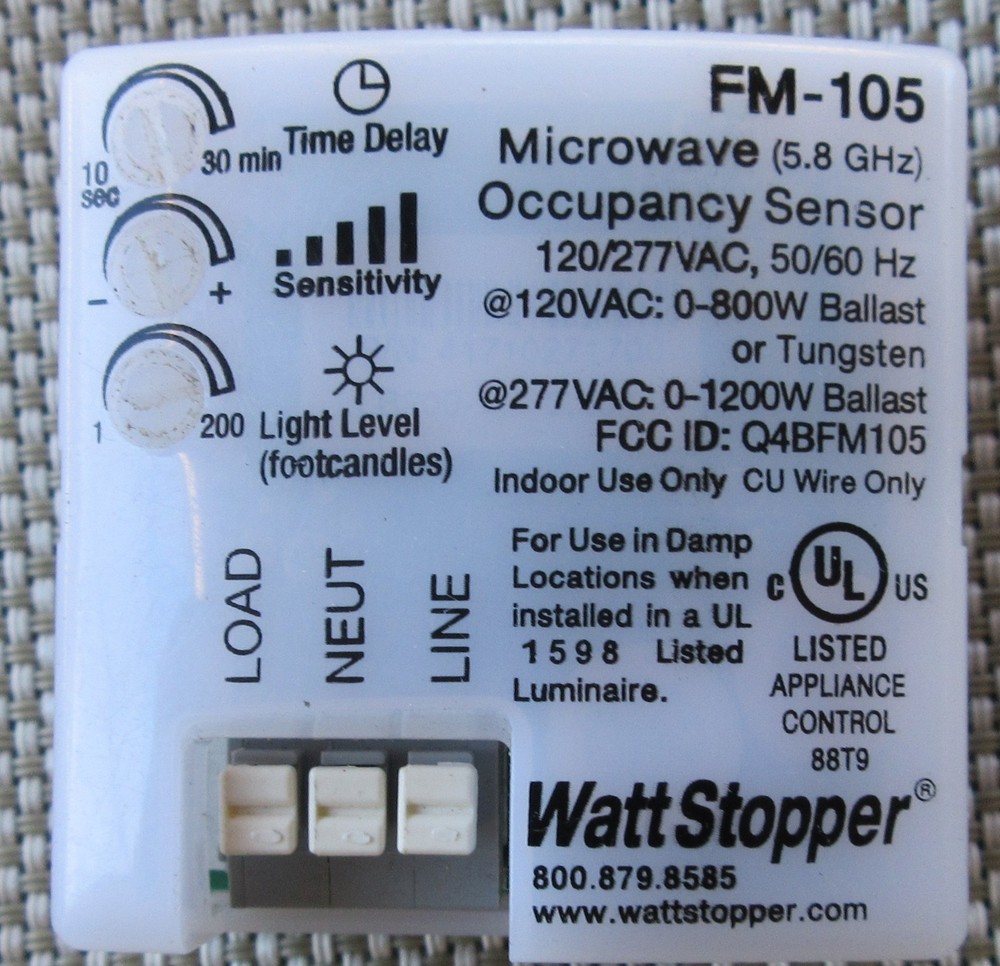 10 sec
30 min
Time Delay
- +
Sensitivity
1
200
Light Level
(footcandles)
FM-105
Microwave (5.8 GHz)
Occupancy Sensor
120/277VAC, 50/60 Hz
@120VAC: 0-800W Ballast
or Tungsten
@277VAC: 0-1200W Ballast
FCC ID: Q4BFM105
Indoor Use Only CU Wire Only
LOAD
NEUT
LINE
For Use in Damp
Locations when
installed in a UL
1598 Listed
Luminaire.
C UL US
LISTED
APPLIANCE
CONTROL
88T9
WattStopper®
800.879.8585
www.wattstopper.com